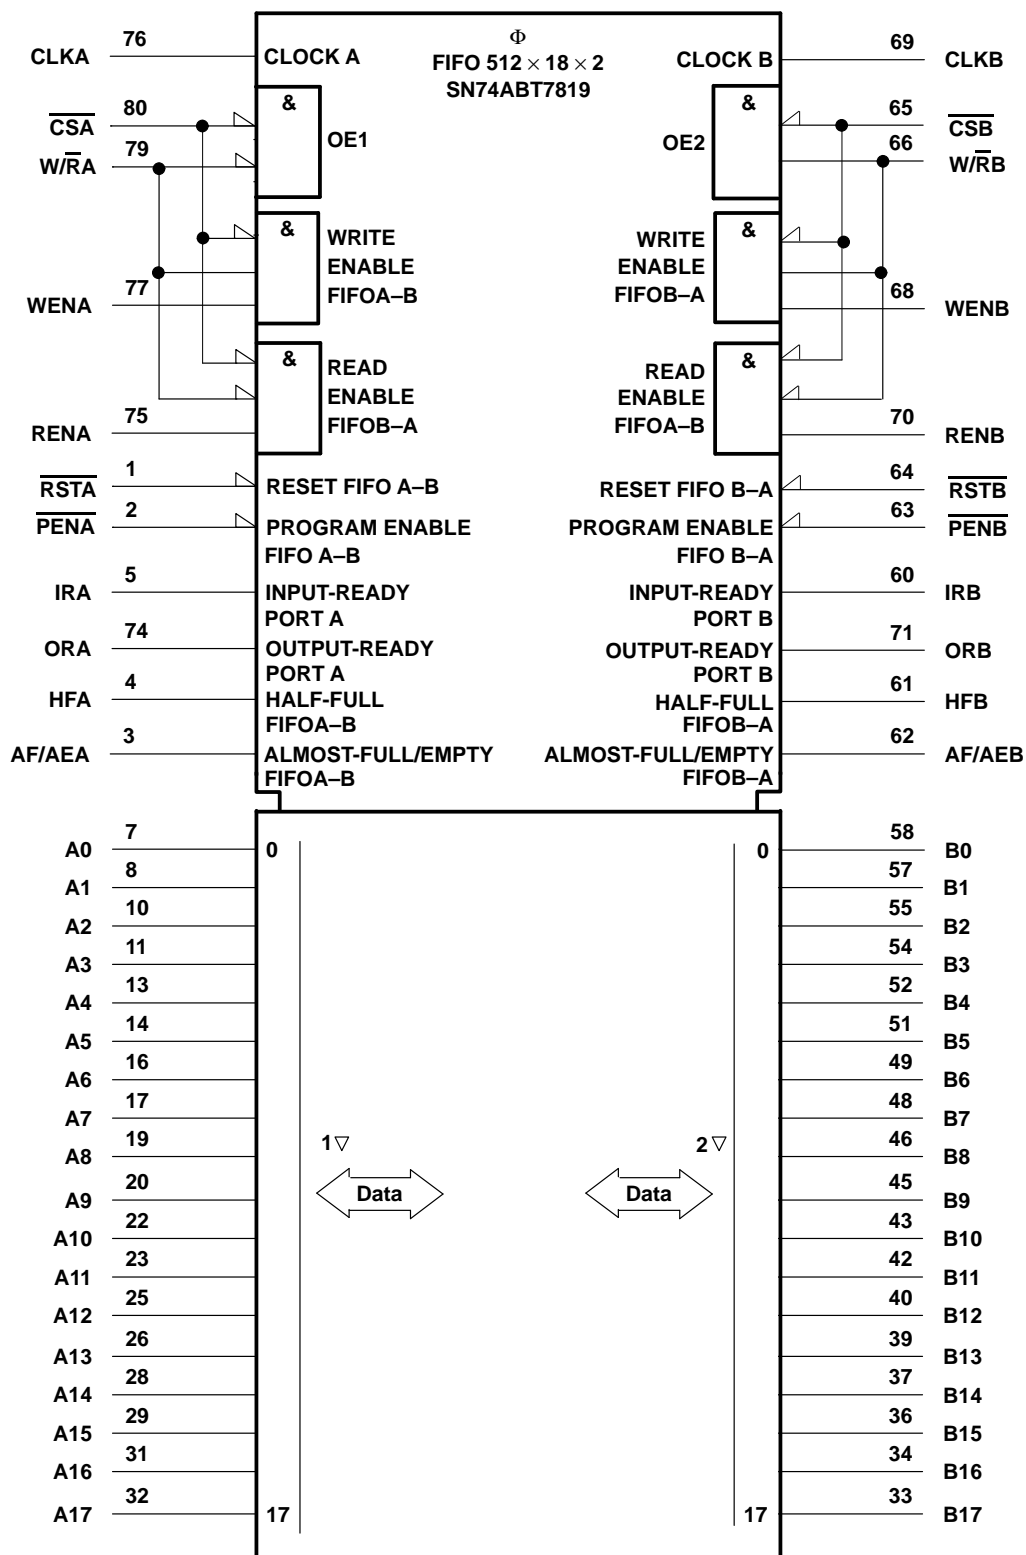 Φ
FIFO 512 × 18 × 2
SN74ABT7819
CLKA 76 CLOCK A
CLOCK B 69 CLKB
C̅S̅A̅ 80 & OE1
W/R̅A 79
& OE2 65 C̅S̅B̅
66 W/R̅B
& WRITE
ENABLE
FIFOA–B
WENA 77
WRITE &
ENABLE
FIFOB–A
68 WENB
& READ
ENABLE
FIFOB–A
RENA 75
READ &
ENABLE
FIFOA–B
70 RENB
R̅S̅T̅A̅ 1 RESET FIFO A–B
RESET FIFO B–A 64 R̅S̅T̅B̅
P̅E̅N̅A̅ 2 PROGRAM ENABLE
FIFO A–B
PROGRAM ENABLE 63 P̅E̅N̅B̅
FIFO B–A
IRA 5 INPUT-READY
PORT A
INPUT-READY 60 IRB
PORT B
ORA 74 OUTPUT-READY
PORT A
OUTPUT-READY 71 ORB
PORT B
HFA 4 HALF-FULL
FIFOA–B
HALF-FULL 61 HFB
FIFOB–A
AF/AEA 3 ALMOST-FULL/EMPTY
FIFOA–B
ALMOST-FULL/EMPTY 62 AF/AEB
FIFOB–A
A0 7 0 0 58 B0
A1 8 57 B1
A2 10 55 B2
A3 11 54 B3
A4 13 52 B4
A5 14 51 B5
A6 16 49 B6
A7 17 48 B7
1▽ 2▽
A8 19 46 B8
Data Data
A9 20 45 B9
A10 22 43 B10
A11 23 42 B11
A12 25 40 B12
A13 26 39 B13
A14 28 37 B14
A15 29 36 B15
A16 31 34 B16
A17 32 17 17 33 B17